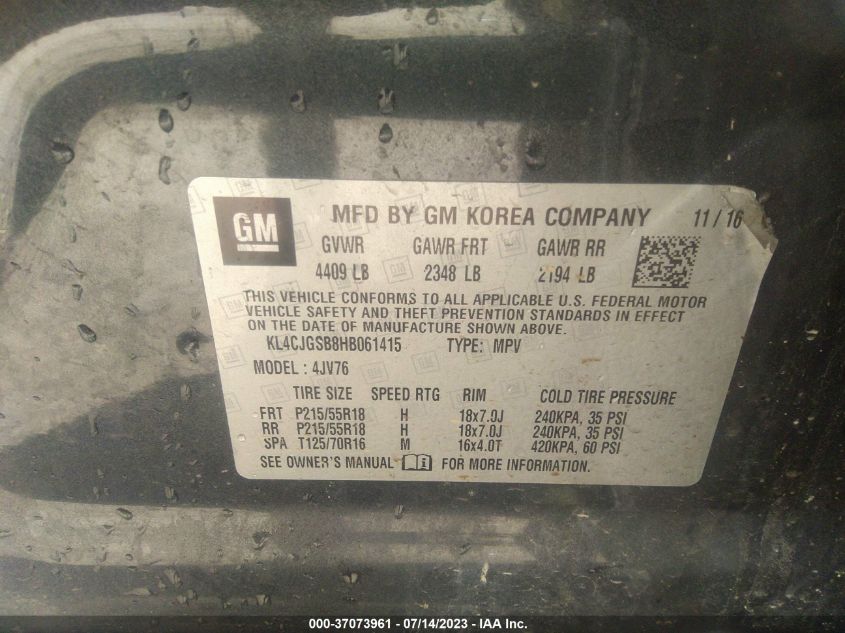 GM
MFD BY GM KOREA COMPANY 11/16
GVWR GAWR FRT GAWR RR
4409 LB 2348 LB 2194 LB
THIS VEHICLE CONFORMS TO ALL APPLICABLE U.S. FEDERAL MOTOR
VEHICLE SAFETY AND THEFT PREVENTION STANDARDS IN EFFECT
ON THE DATE OF MANUFACTURE SHOWN ABOVE.
KL4CJGSB8HB061415 TYPE: MPV
MODEL : 4JV76
TIRE SIZE SPEED RTG RIM COLD TIRE PRESSURE
FRT P215/55R18 H 18x7.0J 240KPA, 35 PSI
RR P215/55R18 H 18x7.0J 240KPA, 35 PSI
SPA T125/70R16 M 16x4.0T 420KPA, 60 PSI
SEE OWNER'S MANUAL FOR MORE INFORMATION.
000-37073961 - 07/14/2023 - IAA Inc.